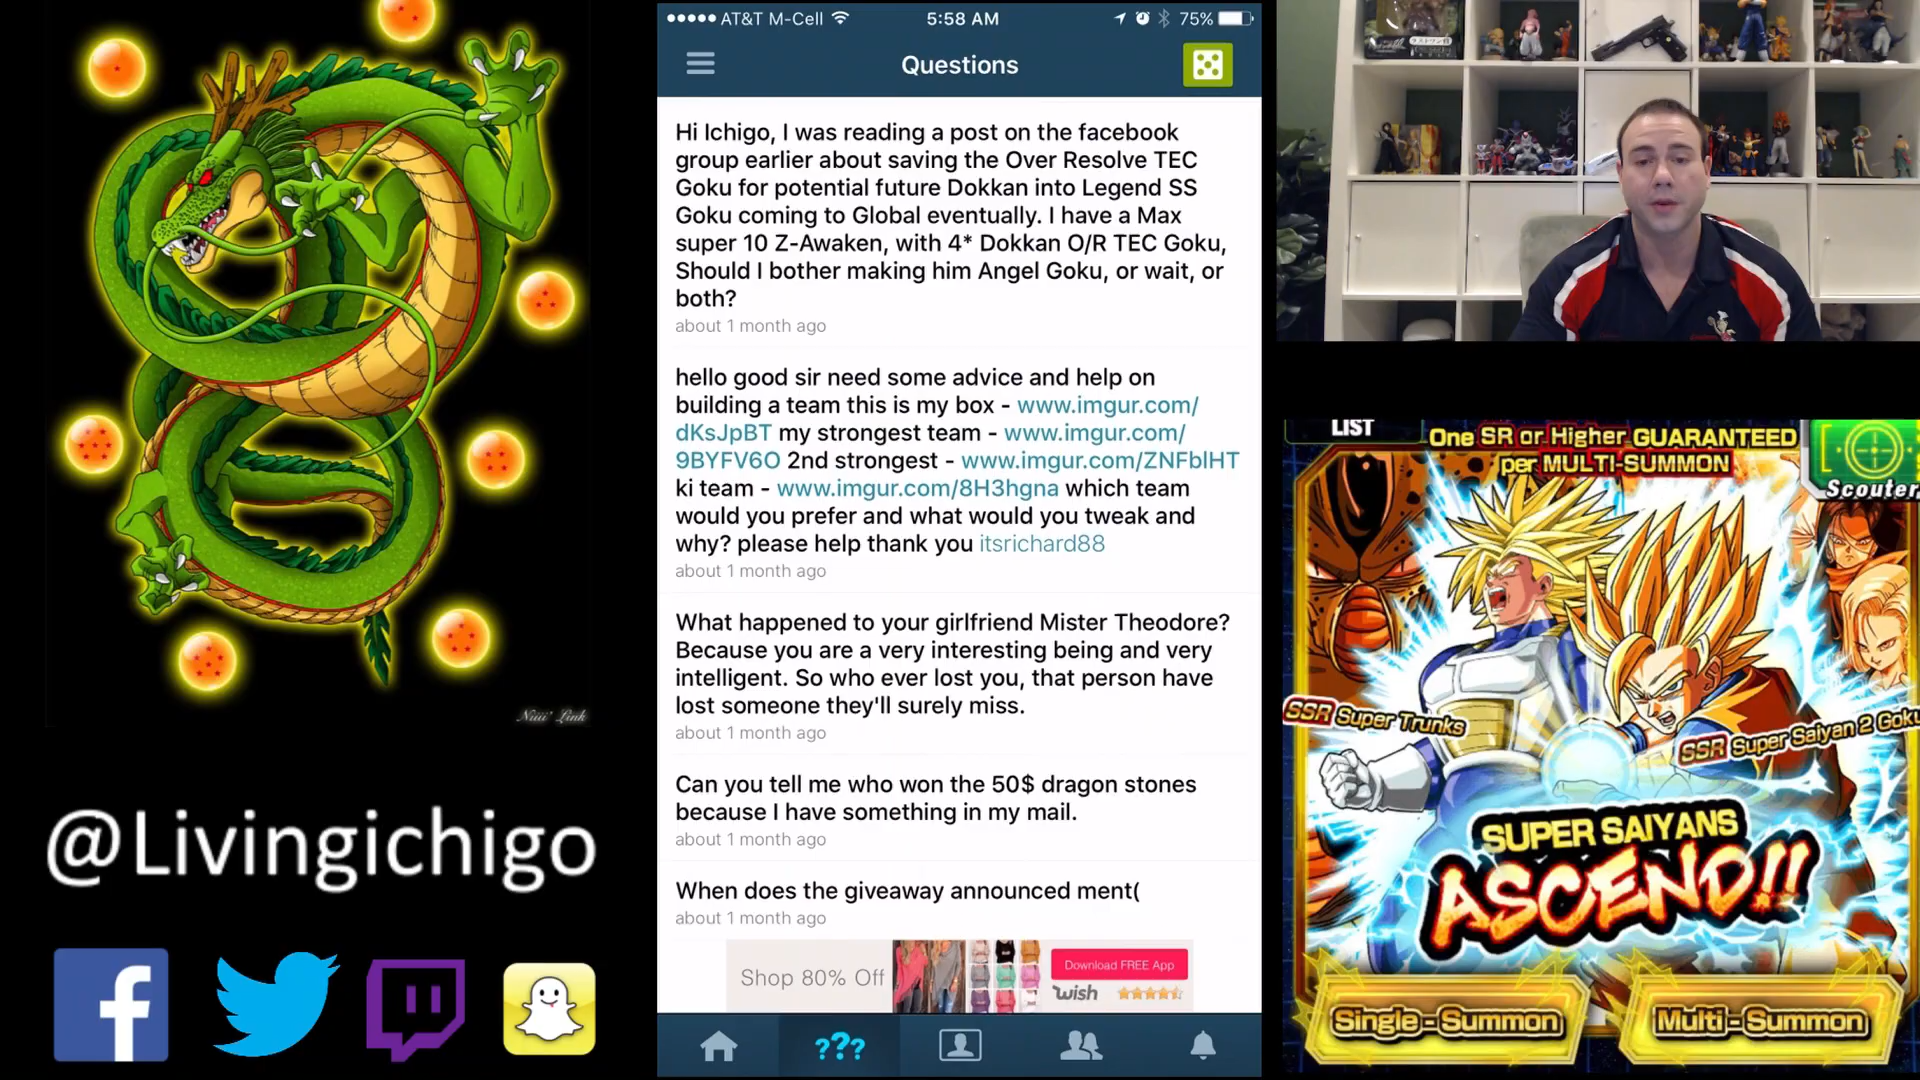 Niiii' Link
@Livingichigo
AT&T M-Cell
5:58 AM
75%
Questions
Hi Ichigo, I was reading a post on the facebook
group earlier about saving the Over Resolve TEC
Goku for potential future Dokkan into Legend SS
Goku coming to Global eventually. I have a Max
super 10 Z-Awaken, with 4* Dokkan O/R TEC Goku,
Should I bother making him Angel Goku, or wait, or
both?
about 1 month ago
hello good sir need some advice and help on
building a team this is my box - www.imgur.com/
dKsJpBT my strongest team - www.imgur.com/
9BYFV6O 2nd strongest - www.imgur.com/ZNFblHT
ki team - www.imgur.com/8H3hgna which team
would you prefer and what would you tweak and
why? please help thank you itsrichard88
about 1 month ago
What happened to your girlfriend Mister Theodore?
Because you are a very interesting being and very
intelligent. So who ever lost you, that person have
lost someone they'll surely miss.
about 1 month ago
Can you tell me who won the 50$ dragon stones
because I have something in my mail.
about 1 month ago
When does the giveaway announced ment(
about 1 month ago
Shop 80% Off
Download FREE App
wish
???
LIST
One SR or Higher GUARANTEED
per MULTI-SUMMON
Scouter
SSR Super Trunks
SSR Super Saiyan 2 Goku
SUPER SAIYANS
ASCEND!!
Single-Summon
Multi-Summon